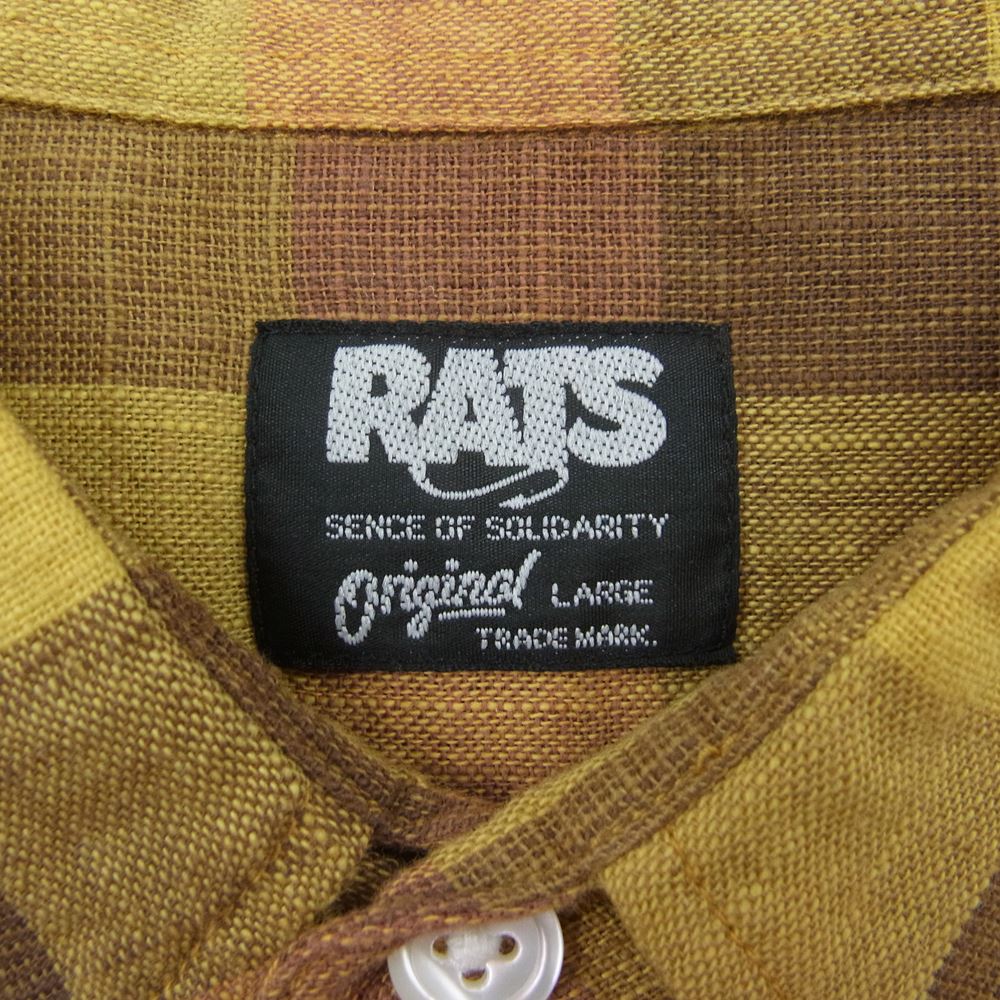 RATS
SENCE OF SOLIDARITY
Original LARGE
TRADE MARK.